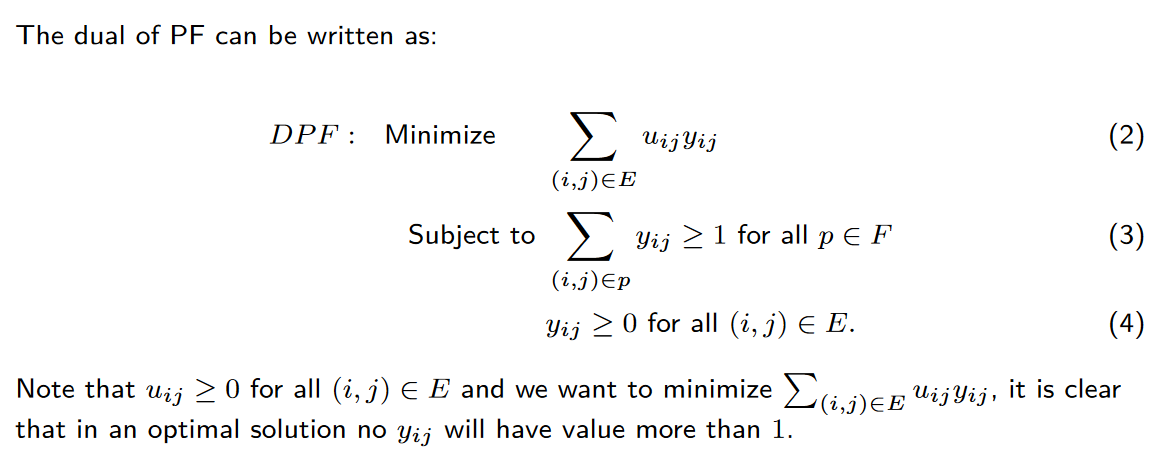 The dual of PF can be written as:
DPF : Minimize ∑_{(i,j)∈E} u_{ij}y_{ij} (2)
Subject to ∑_{(i,j)∈p} y_{ij} ≥ 1 for all p ∈ F (3)
y_{ij} ≥ 0 for all (i, j) ∈ E. (4)
Note that u_{ij} ≥ 0 for all (i, j) ∈ E and we want to minimize ∑_{(i,j)∈E} u_{ij}y_{ij}, it is clear
that in an optimal solution no y_{ij} will have value more than 1.